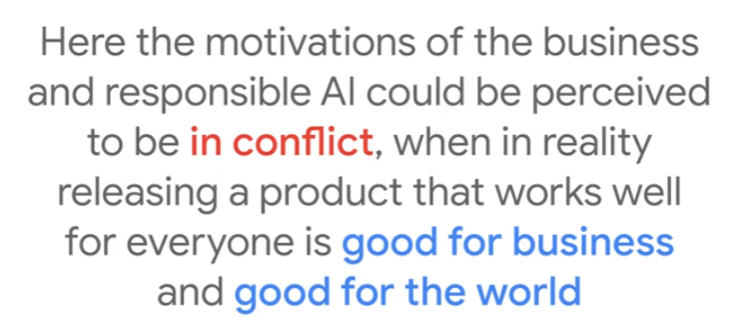 Here the motivations of the business
and responsible AI could be perceived
to be in conflict, when in reality
releasing a product that works well
for everyone is good for business
and good for the world